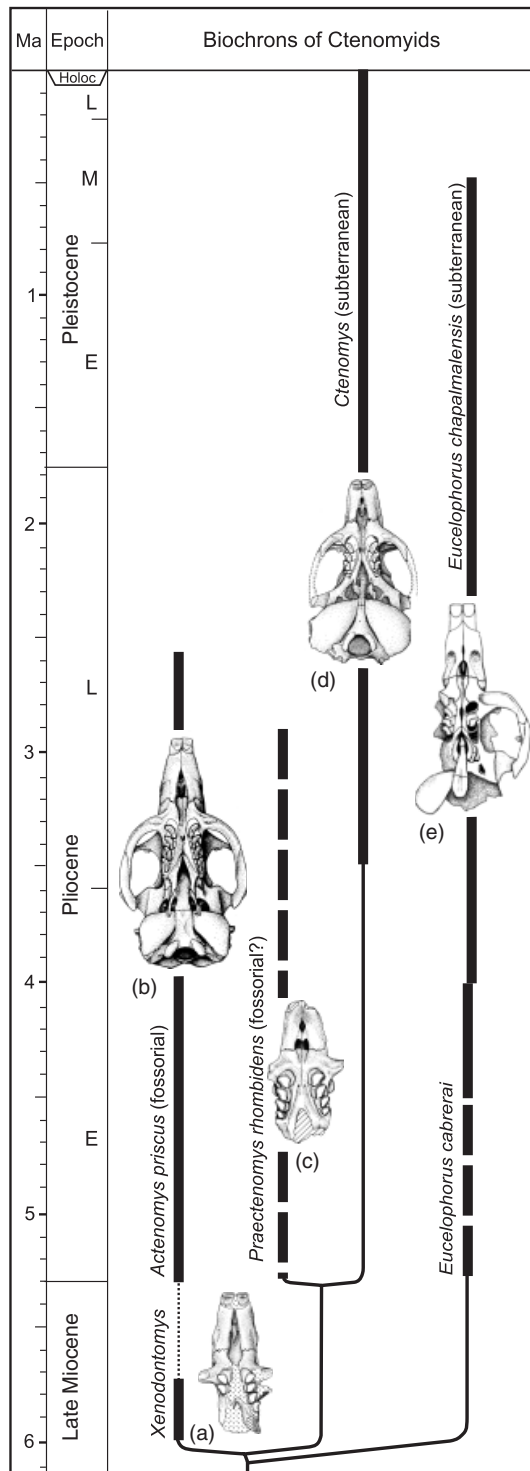 Ma Epoch Biochrons of Ctenomyids
Holoc
L
M
Pleistocene
1
E
Ctenomys (subterranean)
Eucelophorus chapalmalensis (subterranean)
2
(d)
L
3
(e)
Pliocene
(b)
4
Actenomys priscus (fossorial)
Praectenomys rhombidens (fossorial?)
(c)
E
Eucelophorus cabrerai
5
Late Miocene
Xenodontomys
(a)
6